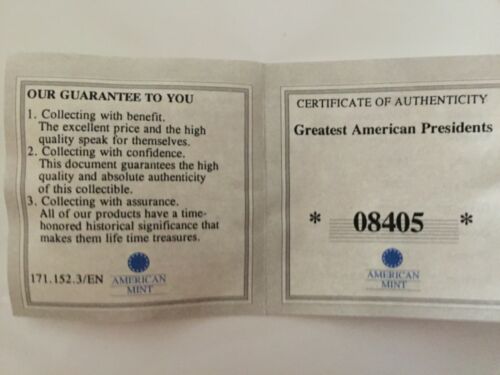 OUR GUARANTEE TO YOU
1. Collecting with benefit.
The excellent price and the high
quality speak for themselves.
2. Collecting with confidence.
This document guarantees the high
quality and absolute authenticity
of this collectible.
3. Collecting with assurance.
All of our products have a time-
honored historical significance that
makes them life time treasures.
171.152.3/EN
AMERICAN
MINT
CERTIFICATE OF AUTHENTICITY
Greatest American Presidents
* 08405 *
AMERICAN
MINT